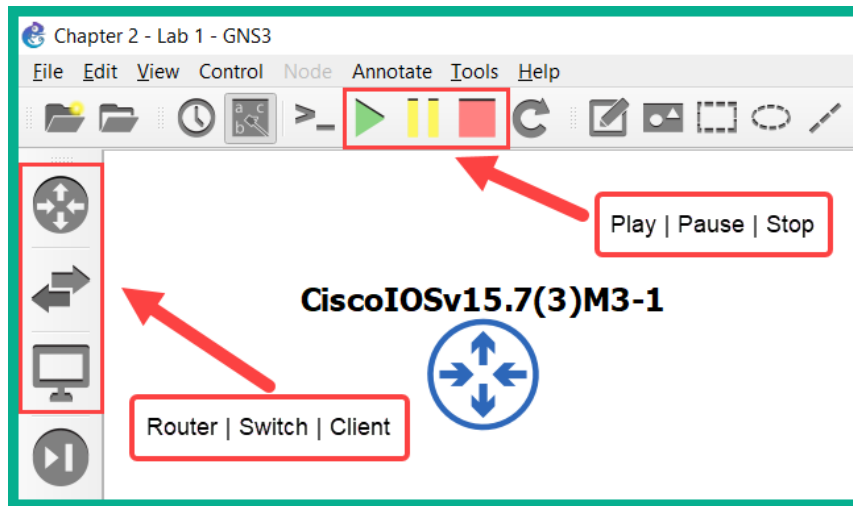 Chapter 2 - Lab 1 - GNS3
File Edit View Control Node Annotate Tools Help
a c
b
>_
Play | Pause | Stop
CiscoIOSv15.7(3)M3-1
Router | Switch | Client